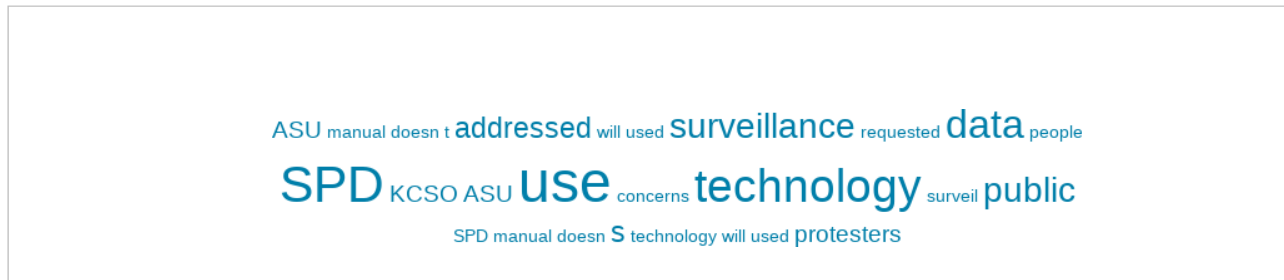 ASU manual doesn t addressed will used surveillance requested data people
SPD KCSO ASU use concerns technology surveil public
SPD manual doesn s technology will used protesters